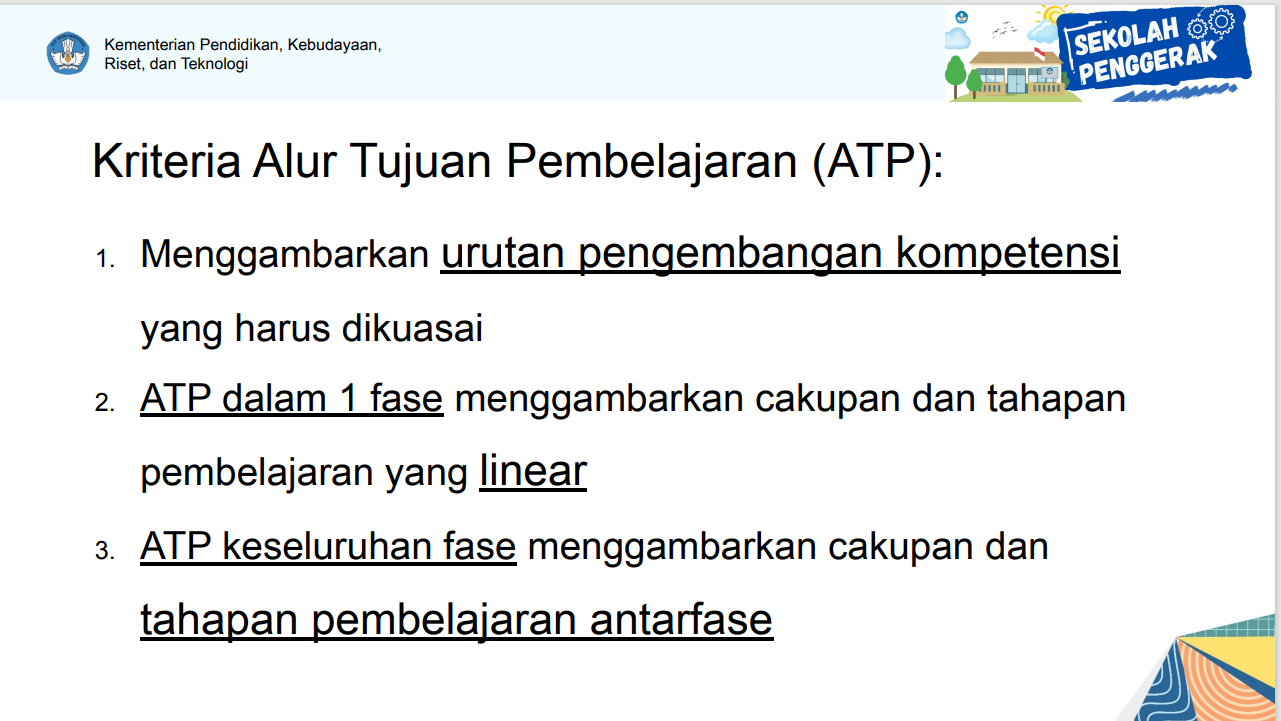 Kementerian Pendidikan, Kebudayaan,
Riset, dan Teknologi
SEKOLAH
PENGGERAK
Kriteria Alur Tujuan Pembelajaran (ATP):
1. Menggambarkan urutan pengembangan kompetensi
yang harus dikuasai
2. ATP dalam 1 fase menggambarkan cakupan dan tahapan
pembelajaran yang linear
3. ATP keseluruhan fase menggambarkan cakupan dan
tahapan pembelajaran antarfase